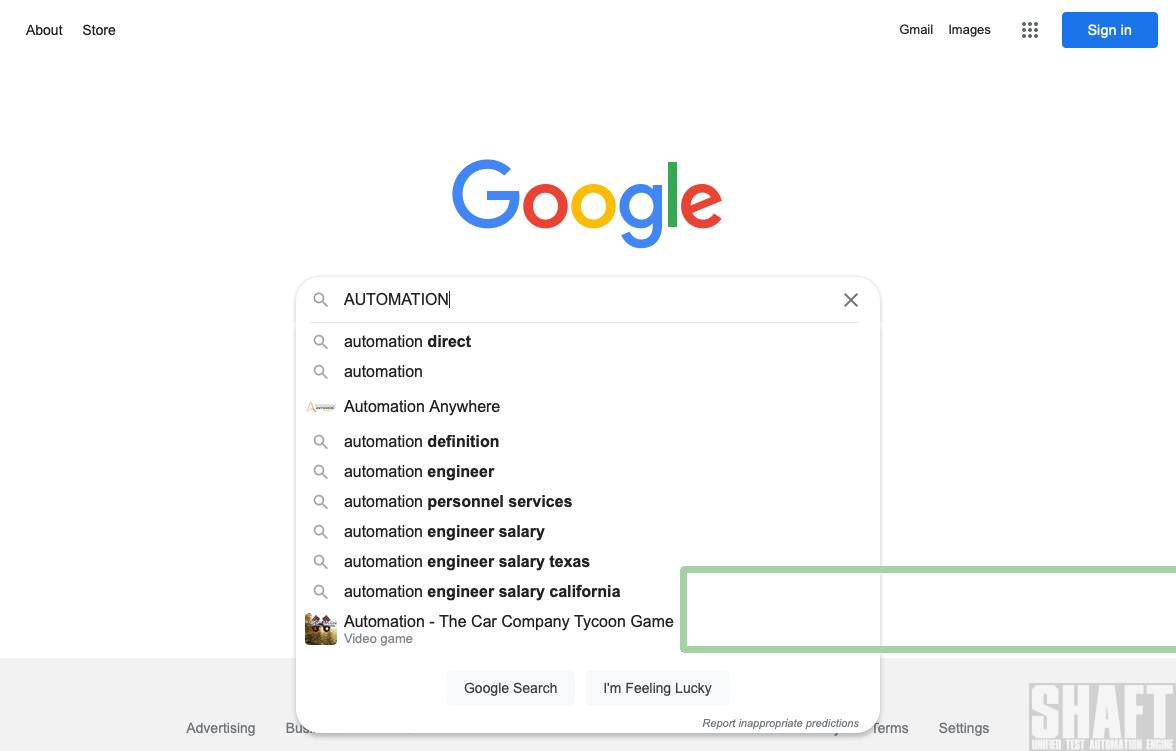 About Store Gmail Images Sign in
Google
AUTOMATION
automation direct
automation
Automation Anywhere
automation definition
automation engineer
automation personnel services
automation engineer salary
automation engineer salary texas
automation engineer salary california
Automation - The Car Company Tycoon Game
Video game
Google Search I'm Feeling Lucky
Report inappropriate predictions
Advertising Terms Settings
SHAFT
UNIFIED TEST AUTOMATION ENGINE